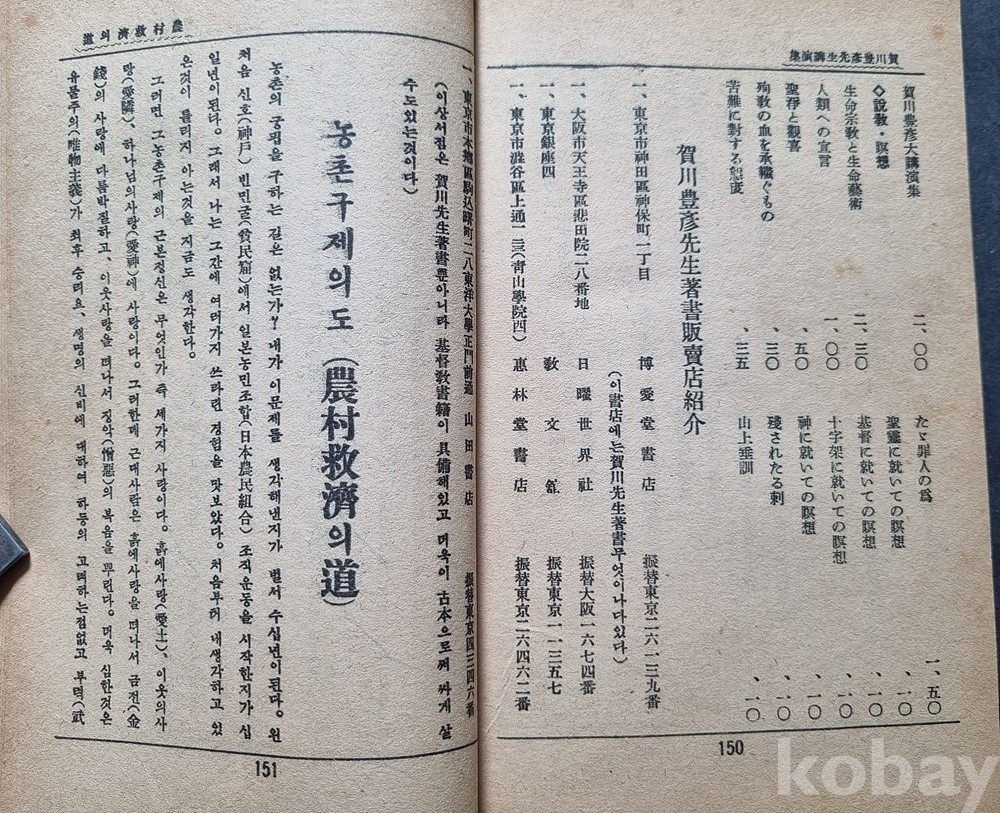 賀川豊彥先生講演集
賀川豊彥大講演集 二、〇〇
◇說敎・瞑想
生命宗敎と生命藝術 二、三〇
人類への宣言 一、〇〇
聖淨と觀喜 、五〇
殉敎の血を承繼ぐもの 、三〇
苦難に對する態度 、三五
たゞ罪人の爲 一、五〇
聖靈に就いての瞑想 、一〇
基督に就いての瞑想 、一〇
十字架に就いての瞑想 、一〇
神に就いての瞑想 、一〇
殘されたる刺 、一〇
山上垂訓 、一〇
賀川豊彥先生著書販賣店紹介
一、東京市神田區神保町一丁目 博愛堂書店 振替東京二六一三九番
(이書店에는賀川先生著書무엇이나다있다)
一、大阪市天王寺區悲田院二八番地 日曜世界社 振替大阪一六七四番
一、東京銀座四 敎文館 振替東京一一三五七
一、東京市澁谷區上通一ノ三(靑山學院四) 惠林堂書店 振替東京二六四六二番
150
農村救濟의道
一、東京市本地區駒込曙町二八東洋大學正門前通 山田書店 振替東京四三四六番
(이상서점은 賀川先生著書뿐아니라 基督敎書籍이 具備해있고 더욱이 古本으로써 싸게 살
수도있는것이다)
농촌구제의도(農村救濟의道)
농촌의 궁핍을 구하는 길은 없는가? 내가 이문제를 생각해낸지가 벌서 수십년이된다。원
처음 신호(神戶) 빈민굴(貧民窟)에서 일본농민조합(日本農民組合) 조직운동을 시작한지가 십
일년이된다。그래서 나는 그간에 여러가지 쓰라린 경험을 맛보았다。처음부터 내생각하고 있
은것이 틀리지 아는것을 지금도 생각한다。
그러면 그농촌구제의 근본정신은 무엇인가 즉 세가지 사랑이다。흙에사랑(愛土)、이웃의사
랑(愛隣)、하나님의사랑(愛神)에 사랑이다。그러한데 근대사람은 흙에사랑을 떠나서 금전(金
錢)의 사랑에 다름박질하고、이웃사랑을 떠나서 징악(憎惡)의 복음을 뿌린다。더욱 심한것은
유물주의(唯物主義)가 최후 승리요、생명의 신비에 대하여 하등의 고려하는점없고 부력(武
151
kobay